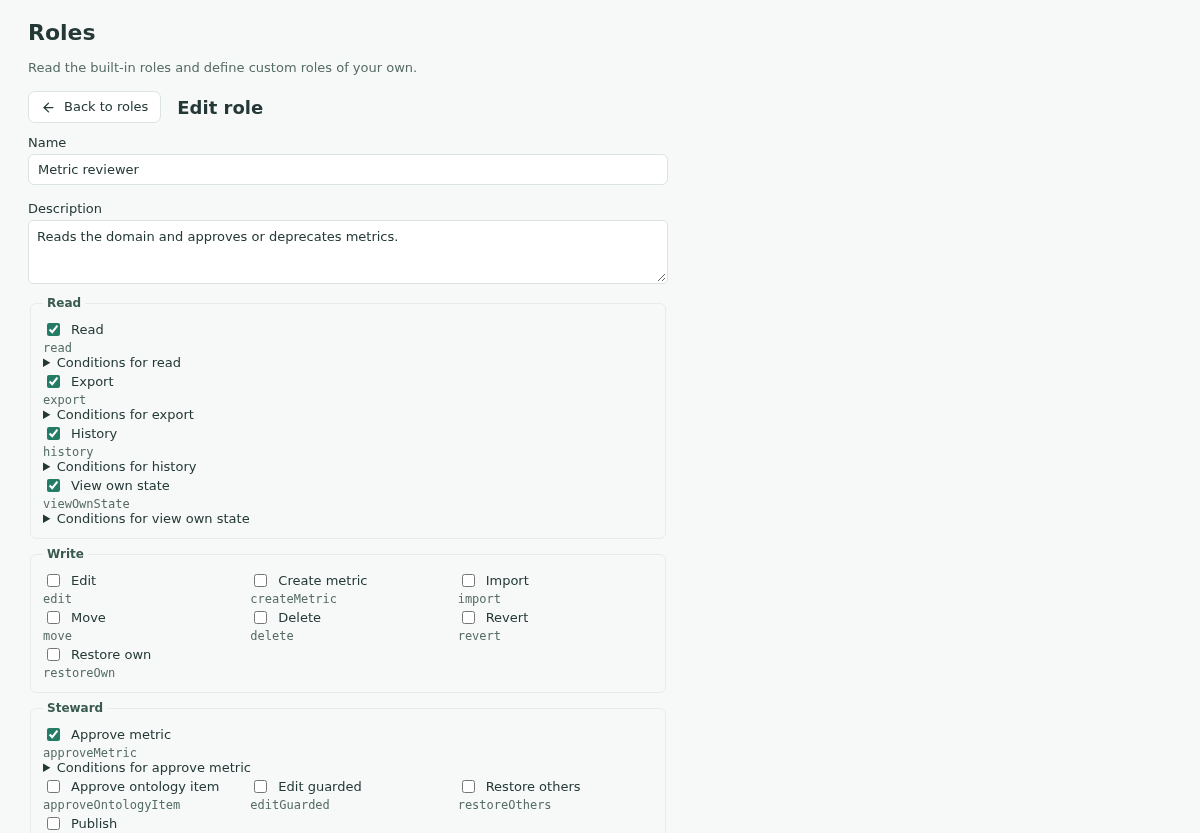 Roles
Read the built-in roles and define custom roles of your own.
Back to roles
Edit role
Name
Metric reviewer
Description
Reads the domain and approves or deprecates metrics.
Read
Read
read
Conditions for read
Export
export
Conditions for export
History
history
Conditions for history
View own state
viewOwnState
Conditions for view own state
Write
Edit Create metric Import
edit createMetric import
Move Delete Revert
move delete revert
Restore own
restoreOwn
Steward
Approve metric
approveMetric
Conditions for approve metric
Approve ontology item Edit guarded Restore others
approveOntologyItem editGuarded restoreOthers
Publish